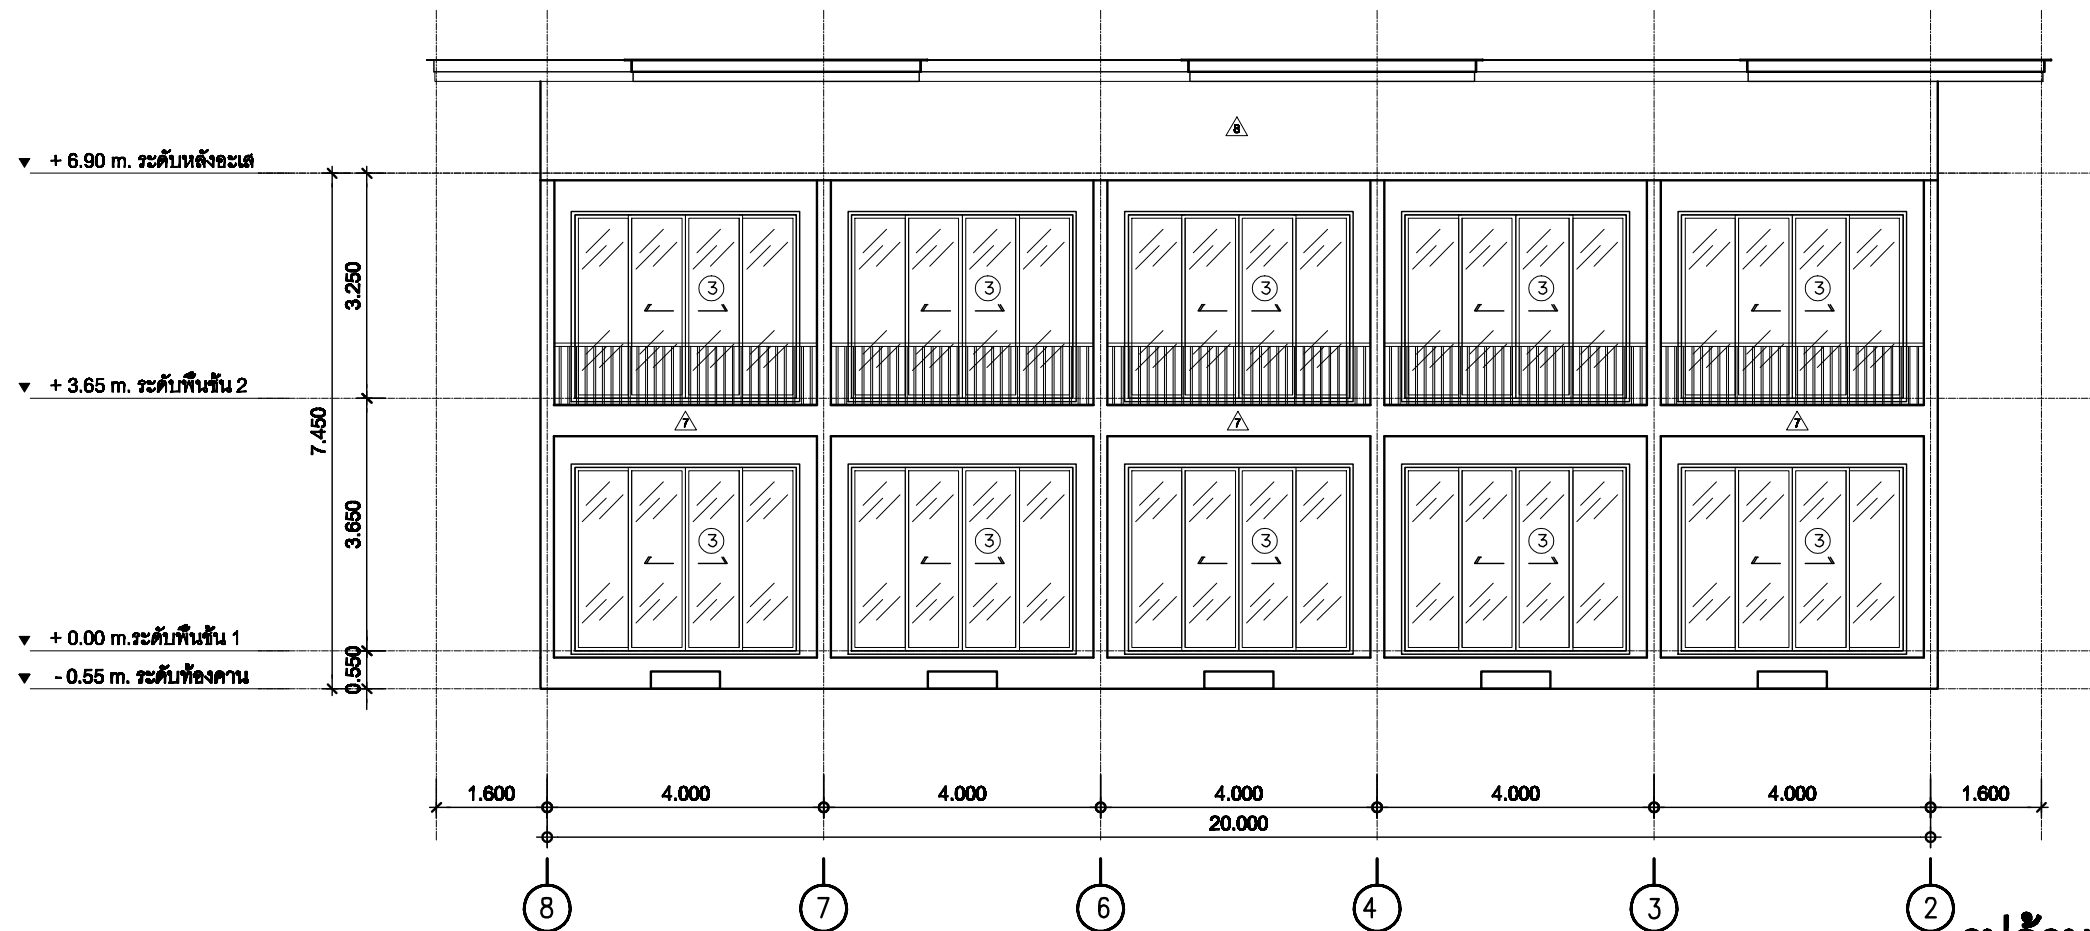 8
+ 6.90 m. ระดับหลังอะเส
3 3 3 3 3
3.250
+ 3.65 m. ระดับพื้นชั้น 2
7 7 7
7.450
3.650
3 3 3 3 3
+ 0.00 m.ระดับพื้นชั้น 1
- 0.55 m. ระดับท้องคาน
0.550
1.600 4.000 4.000 4.000 4.000 4.000 1.600
20.000
8 7 6 4 3 2